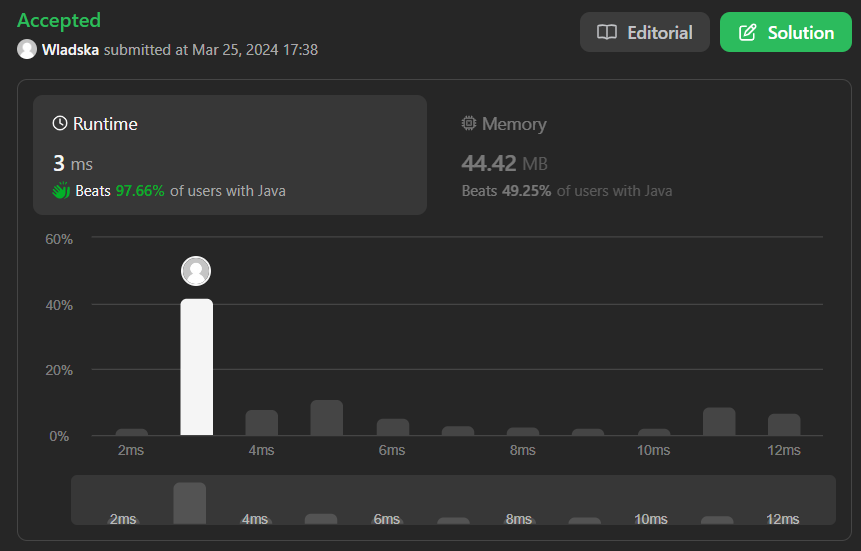 Accepted
Wladska submitted at Mar 25, 2024 17:38
Editorial
Solution
Runtime
3 ms
Beats 97.66% of users with Java
Memory
44.42 MB
Beats 49.25% of users with Java
60%
40%
20%
0%
2ms 4ms 6ms 8ms 10ms 12ms
2ms 4ms 6ms 8ms 10ms 12ms